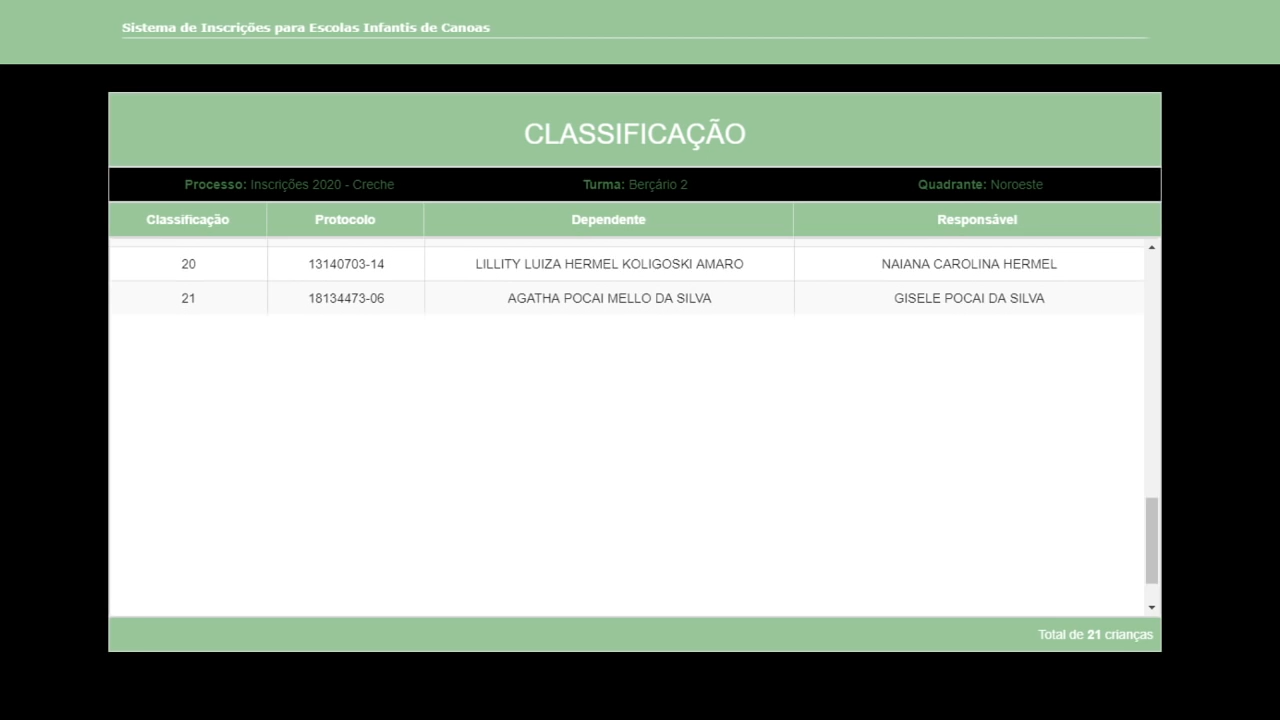 Sistema de Inscrições para Escolas Infantis de Canoas
CLASSIFICAÇÃO
Processo: Inscrições 2020 - Creche Turma: Berçário 2 Quadrante: Noroeste
Classificação Protocolo Dependente Responsável
20 13140703-14 LILLITY LUIZA HERMEL KOLIGOSKI AMARO NAIANA CAROLINA HERMEL
21 18134473-06 AGATHA POCAI MELLO DA SILVA GISELE POCAI DA SILVA
Total de 21 crianças